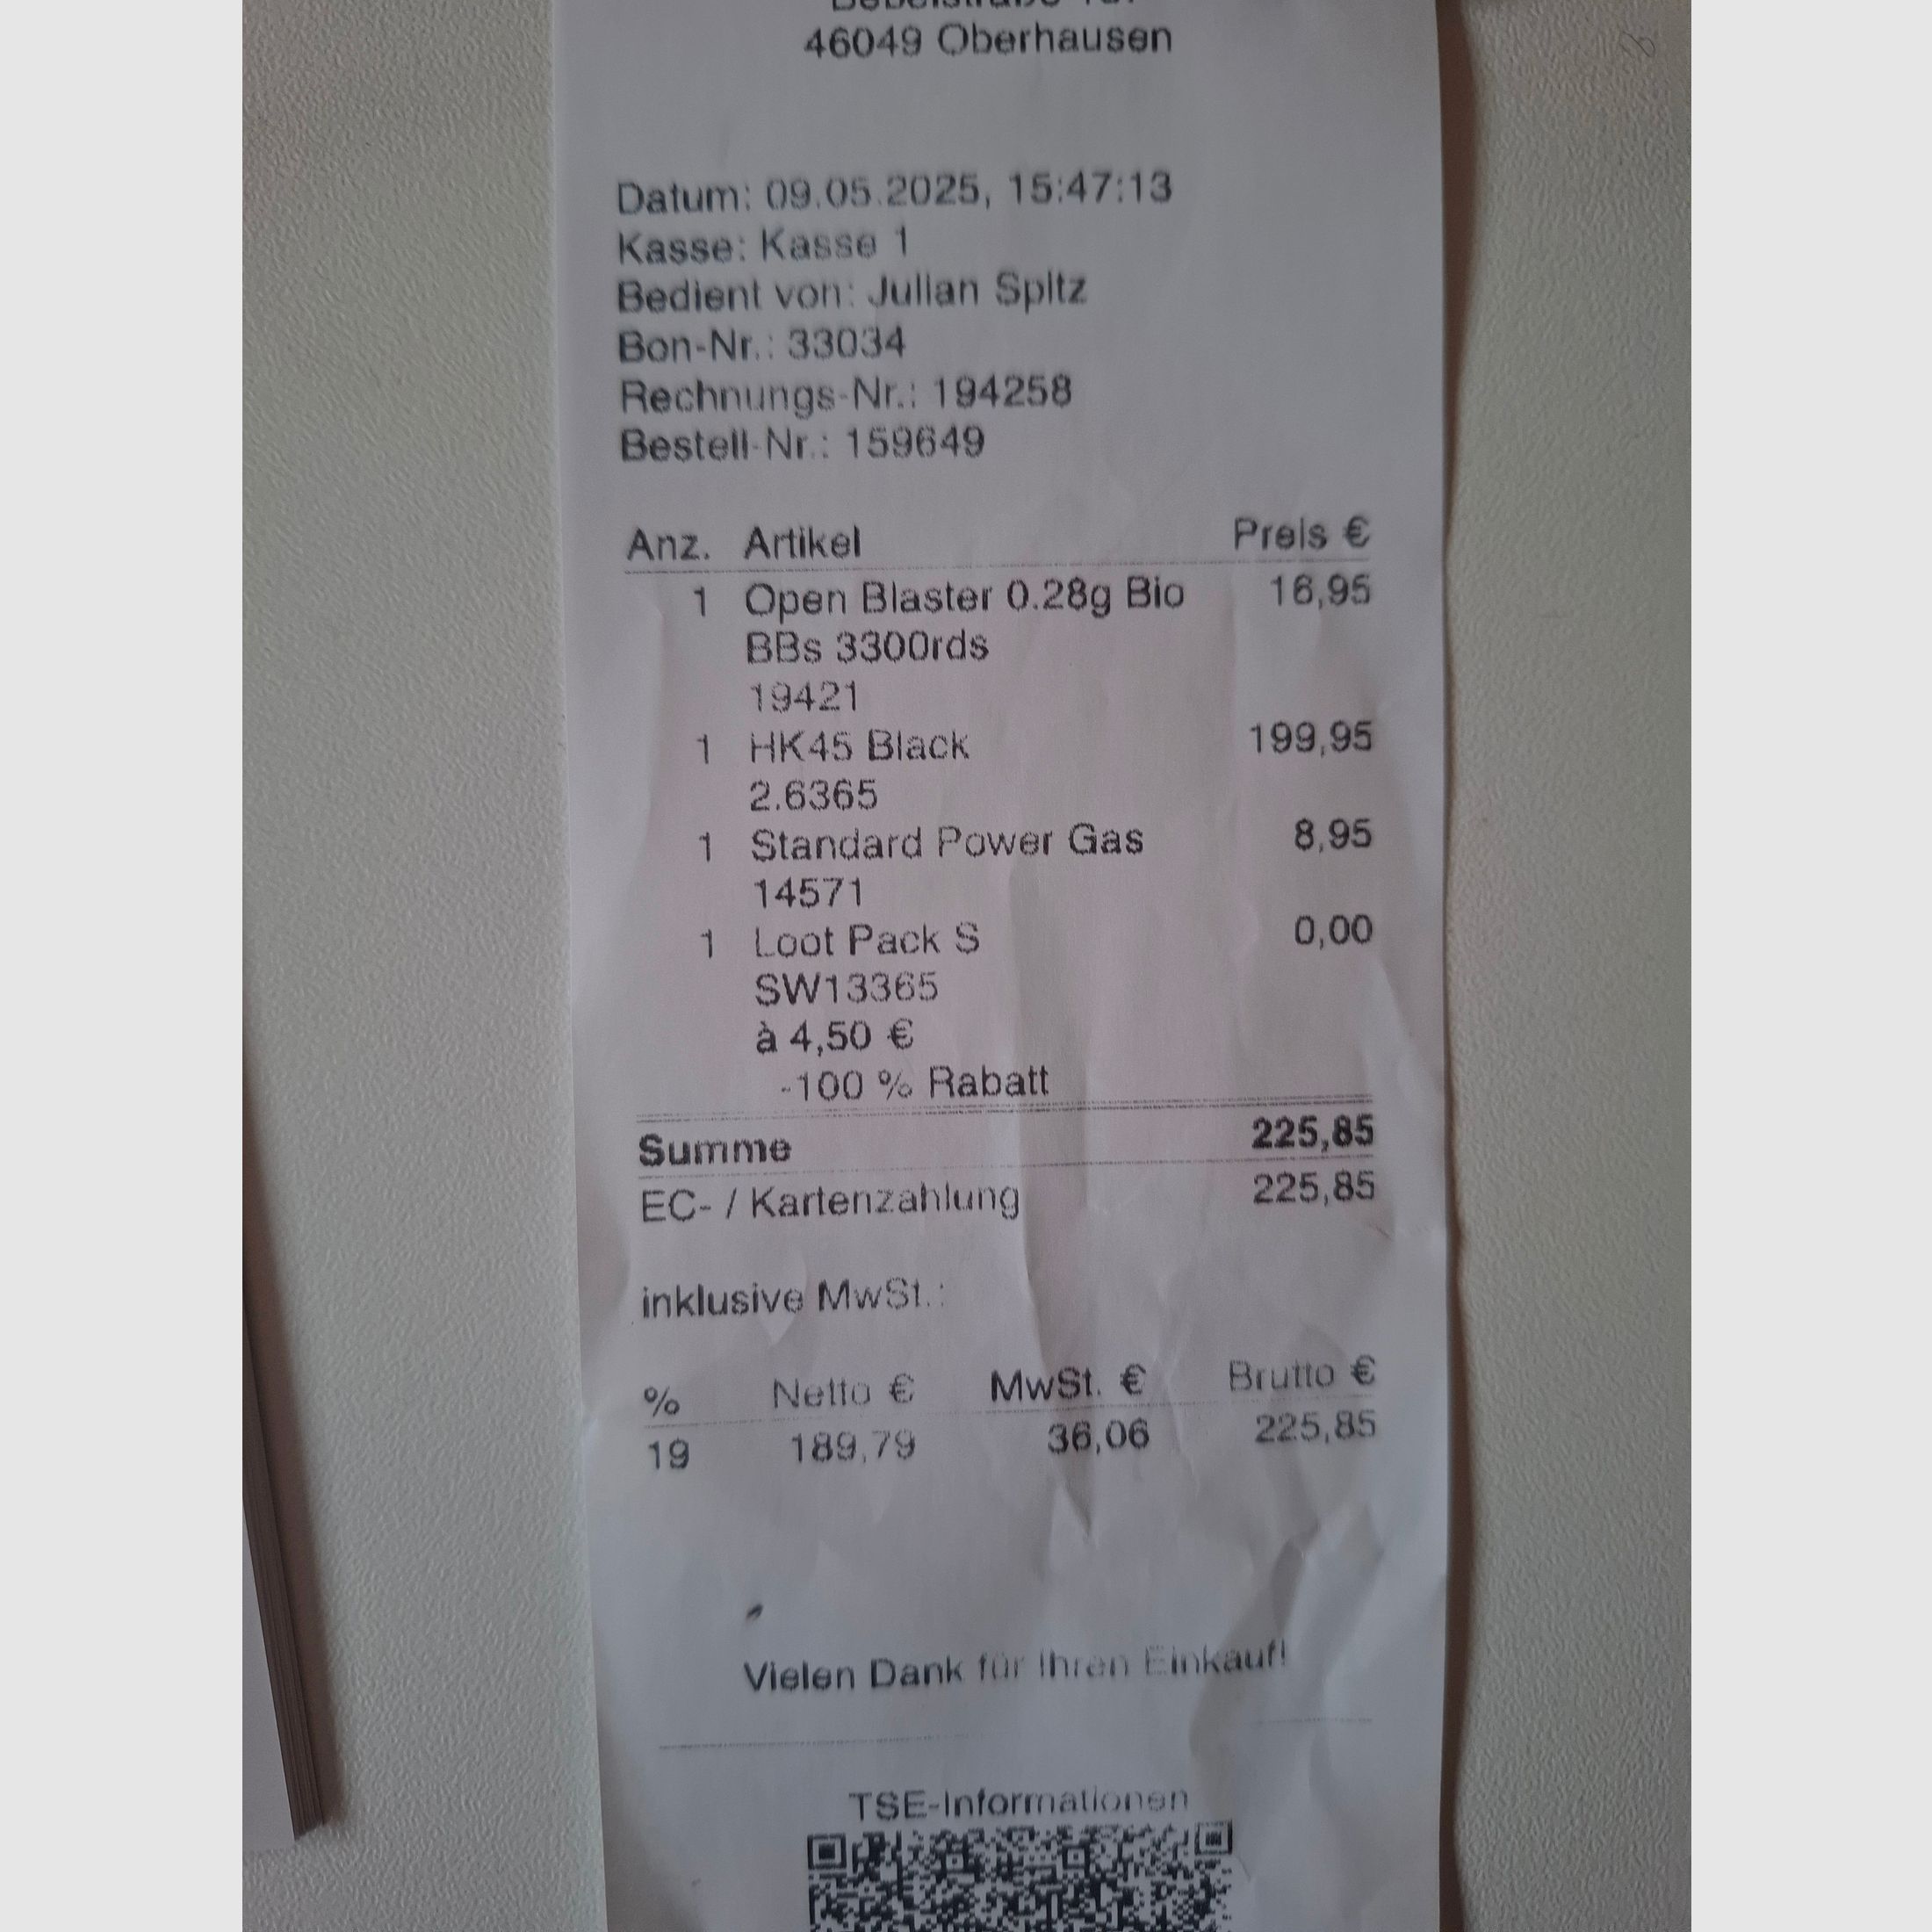 46049 Oberhausen
Datum: 09.05.2025, 15:47:13
Kasse: Kasse 1
Bedient von: Julian Spitz
Bon-Nr.: 33034
Rechnungs-Nr.: 194258
Bestell-Nr.: 159649
Anz. Artikel Preis €
1 Open Blaster 0.28g Bio 16,95
BBs 3300rds
19421
1 HK45 Black 199,95
2.6365
1 Standard Power Gas 8,95
14571
1 Loot Pack S 0,00
SW13365
à 4,50 €
-100 % Rabatt
Summe 225,85
EC- / Kartenzahlung 225,85
inklusive MwSt.:
% Netto € MwSt. € Brutto €
19 189,79 36,06 225,85
Vielen Dank für Ihren Einkauf!
TSE-Informationen